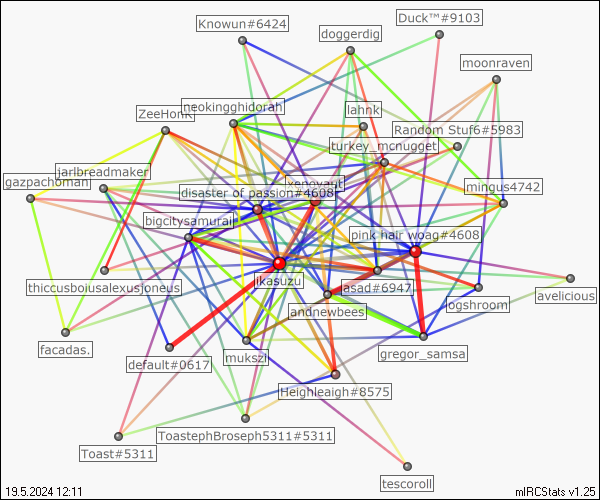 Knowun#6424
Duck™#9103
doggerdig
moonraven
neokingghidorah
lahnk
ZeeHonk
Random Stuf6#5983
turkey_mcnugget
jarlbreadmaker
gazpachoman
xenovant
mingus4742
disaster of passion#4608
bigcitysamurai
pink hair woag#4608
ikasuzu
asad#6947
thiccusboiusalexusjoneus
avelicious
logshroom
andnewbees
facadas.
mukszi
gregor_samsa
default#0617
Heighleaigh#8575
ToastephBroseph5311#5311
Toast#5311
tescoroll
19.5.2024 12:11
mIRCStats v1.25